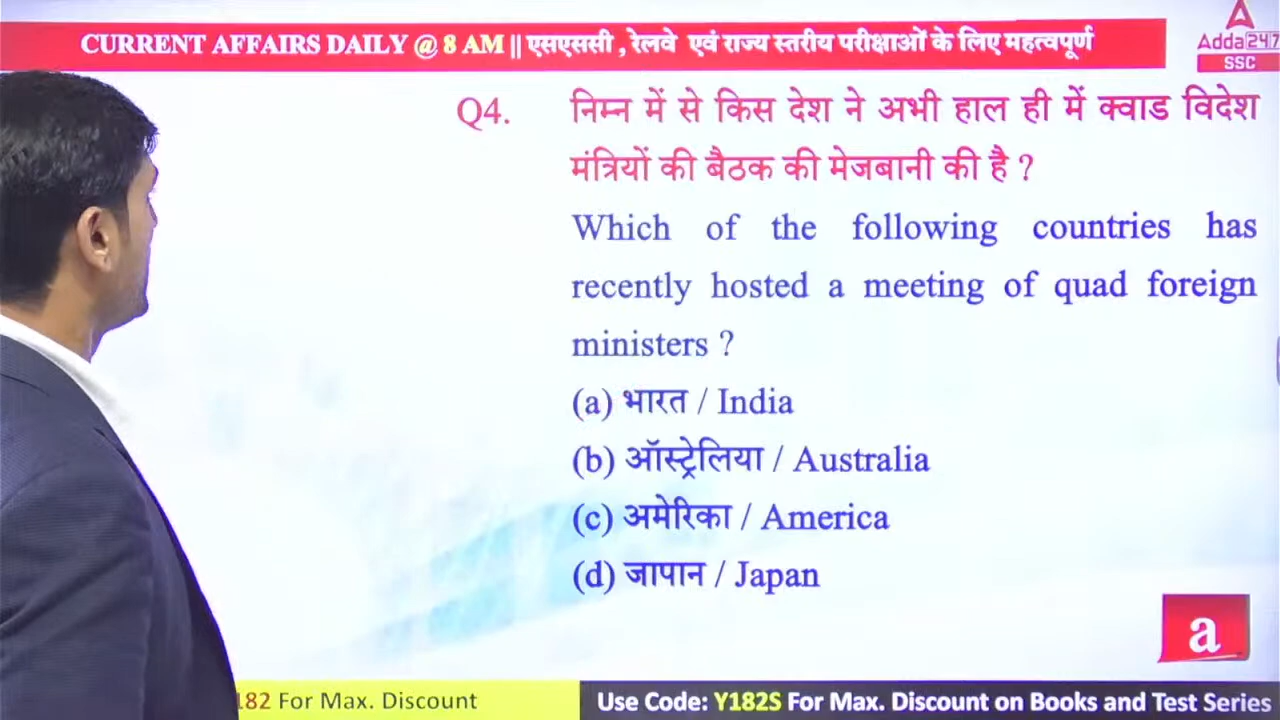 CURRENT AFFAIRS DAILY @ 8 AM || एसएससी , रेलवे एवं राज्य स्तरीय परीक्षाओं के लिए महत्वपूर्ण
Adda247
SSC
Q4. निम्न में से किस देश ने अभी हाल ही में क्वाड विदेश
मंत्रियों की बैठक की मेजबानी की है ?
Which of the following countries has
recently hosted a meeting of quad foreign
ministers ?
(a) भारत / India
(b) ऑस्ट्रेलिया / Australia
(c) अमेरिका / America
(d) जापान / Japan
a
182 For Max. Discount
Use Code: Y182S For Max. Discount on Books and Test Series